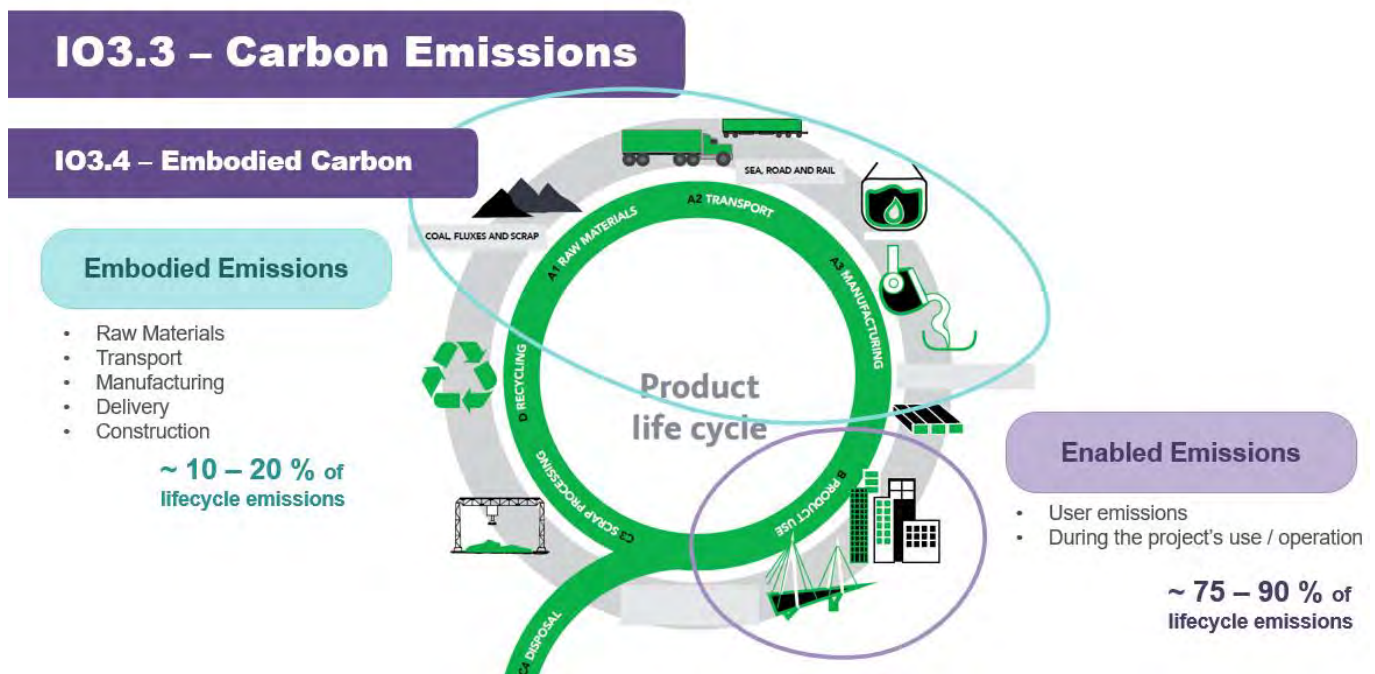 IO3.3 – Carbon Emissions
IO3.4 – Embodied Carbon
SEA, ROAD AND RAIL
COAL, FLUXES AND SCRAP
A1 RAW MATERIALS
A2 TRANSPORT
A3 MANUFACTURING
B PRODUCT USE
C3 SCRAP PROCESSING
D RECYCLING
C4 DISPOSAL
Product
life cycle
Embodied Emissions
• Raw Materials
• Transport
• Manufacturing
• Delivery
• Construction
~ 10 – 20 % of
lifecycle emissions
Enabled Emissions
• User emissions
• During the project's use / operation
~ 75 – 90 % of
lifecycle emissions